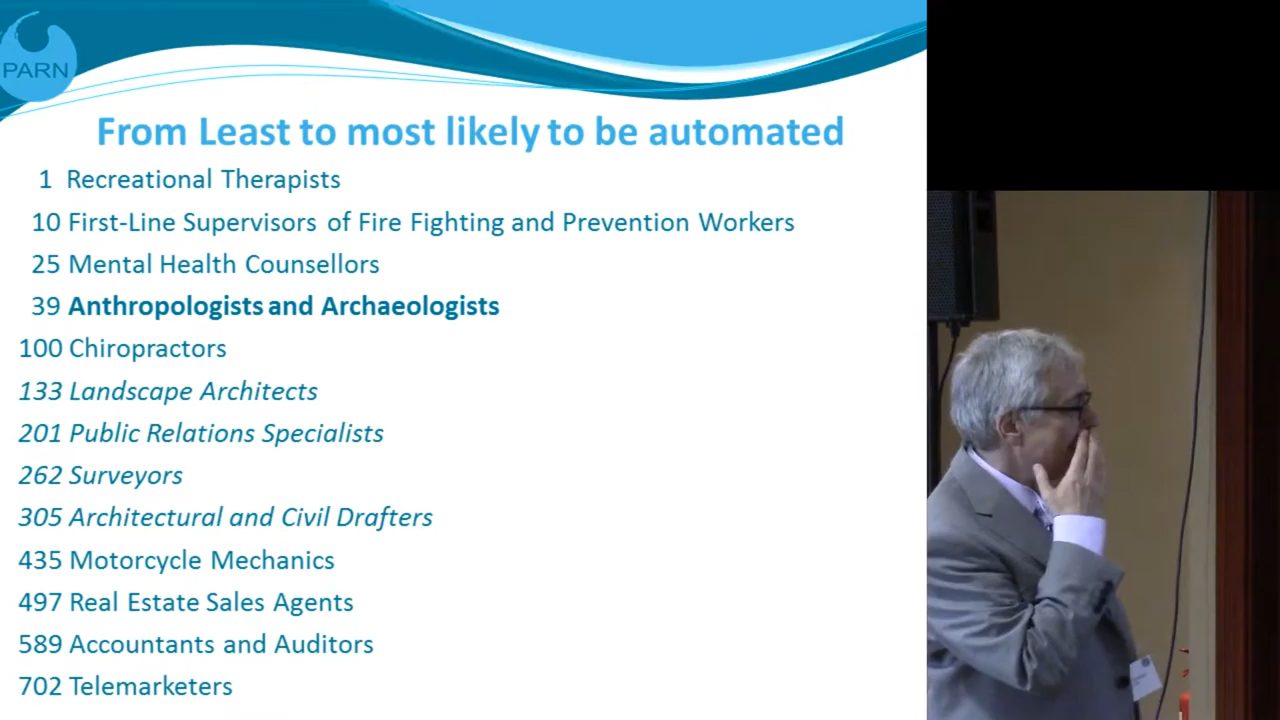 PARN
From Least to most likely to be automated
1 Recreational Therapists
10 First-Line Supervisors of Fire Fighting and Prevention Workers
25 Mental Health Counsellors
39 Anthropologists and Archaeologists
100 Chiropractors
133 Landscape Architects
201 Public Relations Specialists
262 Surveyors
305 Architectural and Civil Drafters
435 Motorcycle Mechanics
497 Real Estate Sales Agents
589 Accountants and Auditors
702 Telemarketers